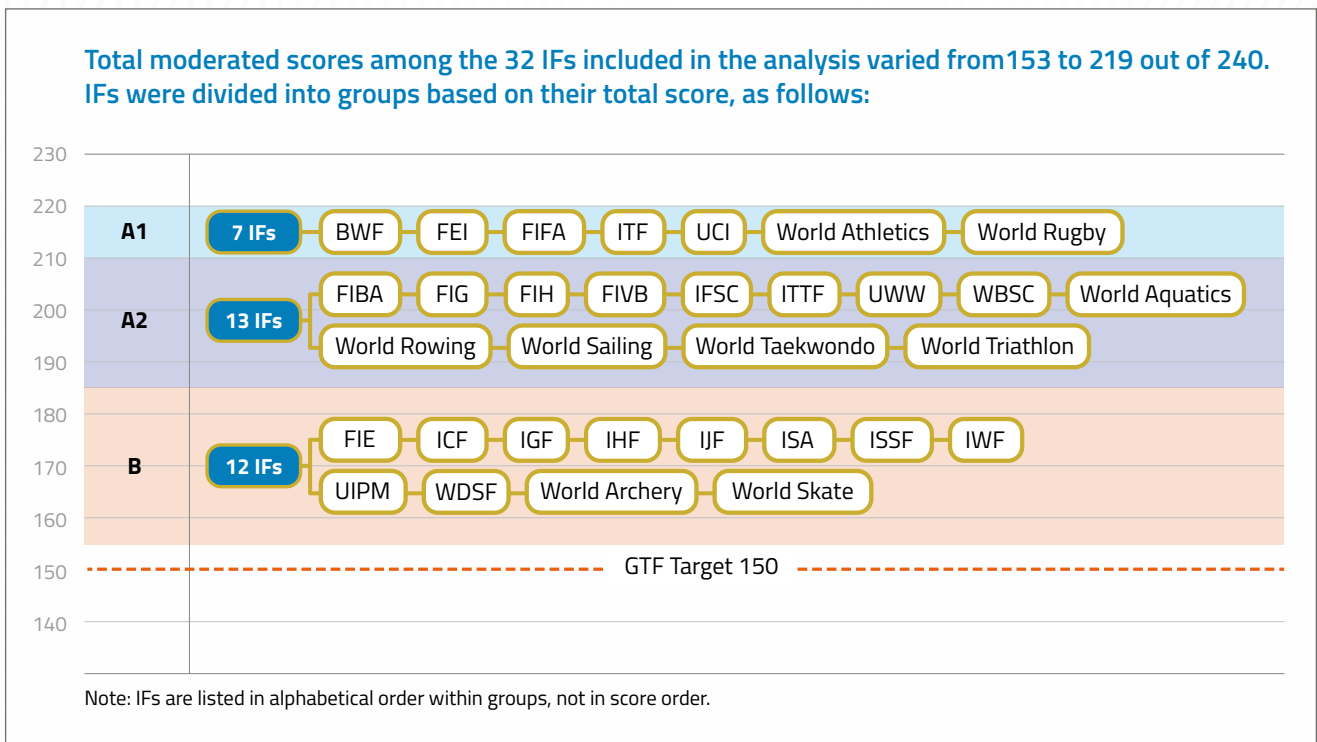 Total moderated scores among the 32 IFs included in the analysis varied from153 to 219 out of 240.
IFs were divided into groups based on their total score, as follows:
230
220
A1 7 IFs BWF FEI FIFA ITF UCI World Athletics World Rugby
210
FIBA FIG FIH FIVB IFSC ITTF UWW WBSC World Aquatics
200
A2 13 IFs
World Rowing World Sailing World Taekwondo World Triathlon
190
180
FIE ICF IGF IHF IJF ISA ISSF IWF
170
B 12 IFs
UIPM WDSF World Archery World Skate
160
150 GTF Target 150
140
Note: IFs are listed in alphabetical order within groups, not in score order.